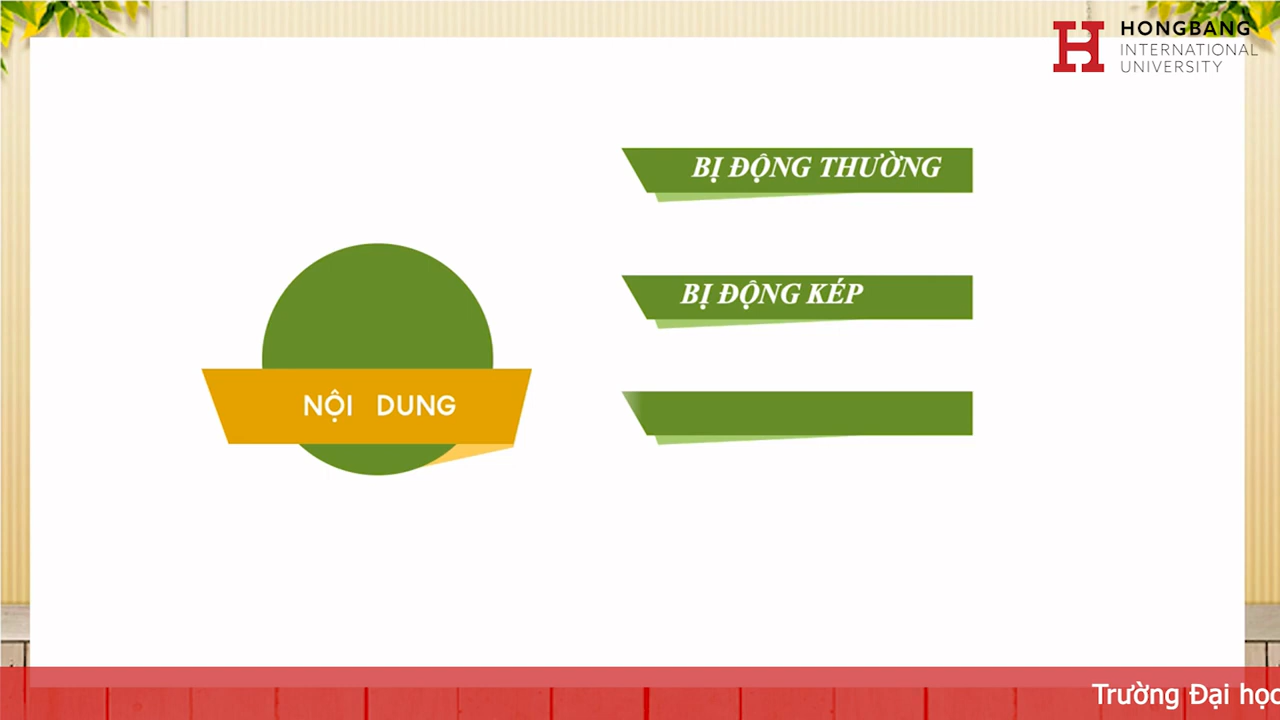 HONGBANG
INTERNATIONAL
UNIVERSITY
BỊ ĐỘNG THƯỜNG
BỊ ĐỘNG KÉP
NỘI DUNG
Trường Đại học